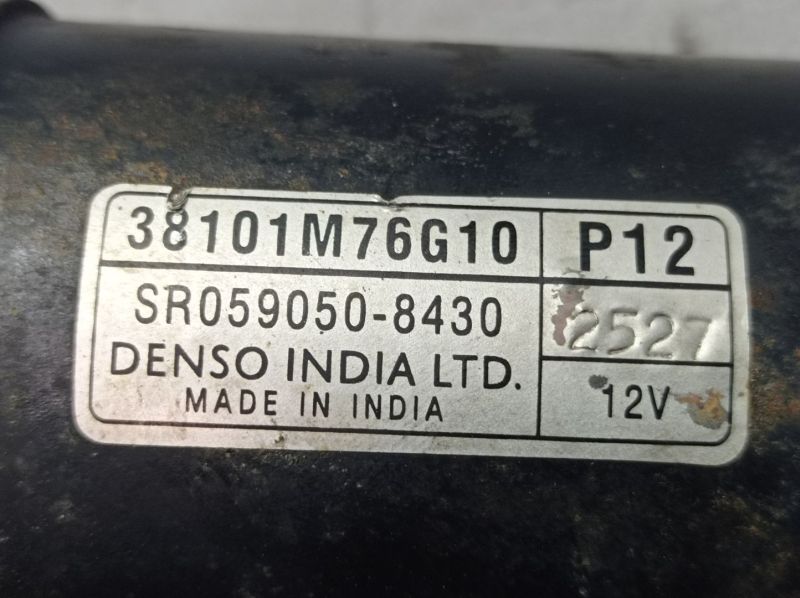 38101M76G10 P12
SR059050-8430 2527
DENSO INDIA LTD.
MADE IN INDIA 12V